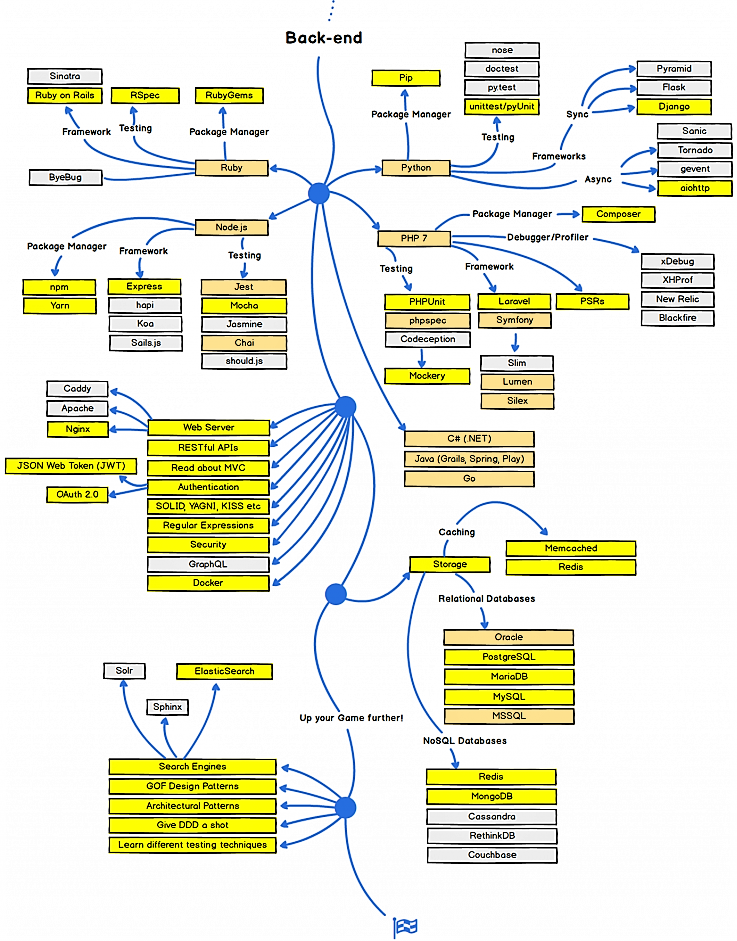 Back-end
Sinatra
Ruby on Rails
RSpec
RubyGems
Framework
Testing
Package Manager
Ruby
ByeBug
Pip
Package Manager
nose
doctest
pytest
unittest/pyUnit
Testing
Python
Sync
Pyramid
Flask
Django
Frameworks
Async
Sanic
Tornado
gevent
aiohttp
Node.js
Package Manager
Framework
Testing
npm
Yarn
Express
hapi
Koa
Sails.js
Jest
Mocha
Jasmine
Chai
should.js
PHP 7
Package Manager
Composer
Debugger/Profiler
xDebug
XHProf
New Relic
Blackfire
Testing
Framework
PHPUnit
phpspec
Codeception
Mockery
Laravel
Symfony
Slim
Lumen
Silex
PSRs
C# (.NET)
Java (Grails, Spring, Play)
Go
Caddy
Apache
Nginx
Web Server
RESTful APIs
Read about MVC
JSON Web Token (JWT)
OAuth 2.0
Authentication
SOLID, YAGNI, KISS etc
Regular Expressions
Security
GraphQL
Docker
Storage
Caching
Memcached
Redis
Relational Databases
Oracle
PostgreSQL
MariaDB
MySQL
MSSQL
NoSQL Databases
Redis
MongoDB
Cassandra
RethinkDB
Couchbase
Up your Game further!
Solr
Sphinx
ElasticSearch
Search Engines
GOF Design Patterns
Architectural Patterns
Give DDD a shot
Learn different testing techniques